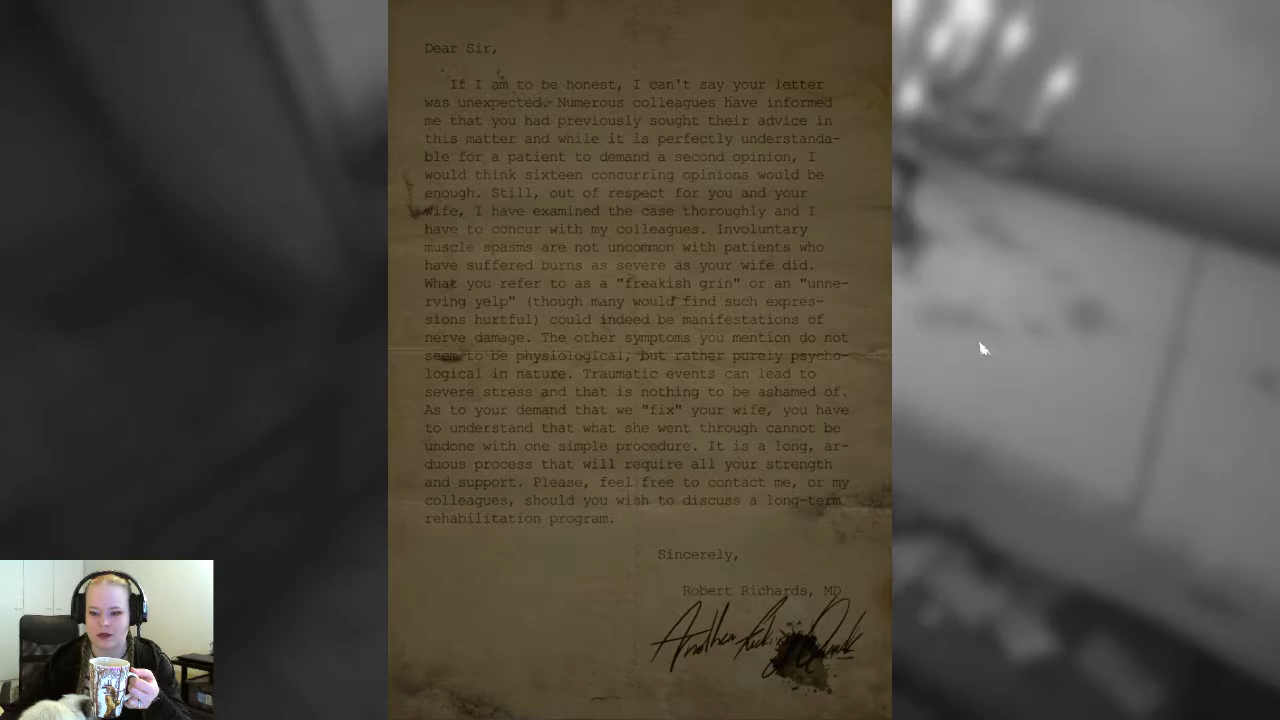 Dear Sir,
If I am to be honest, I can't say your letter
was unexpected. Numerous colleagues have informed
me that you had previously sought their advice in
this matter and while it is perfectly understanda-
ble for a patient to demand a second opinion, I
would think sixteen concurring opinions would be
enough. Still, out of respect for you and your
wife, I have examined the case thoroughly and I
have to concur with my colleagues. Involuntary
muscle spasms are not uncommon with patients who
have suffered burns as severe as your wife did.
What you refer to as a "freakish grin" or an "unne-
rving yelp" (though many would find such expres-
sions hurtful) could indeed be manifestations of
nerve damage. The other symptoms you mention do not
seem to be physiological, but rather purely psycho-
logical in nature. Traumatic events can lead to
severe stress and that is nothing to be ashamed of.
As to your demand that we "fix" your wife, you have
to understand that what she went through cannot be
undone with one simple procedure. It is a long, ar-
duous process that will require all your strength
and support. Please, feel free to contact me, or my
colleagues, should you wish to discuss a long-term
rehabilitation program.
Sincerely,
Robert Richards, MD